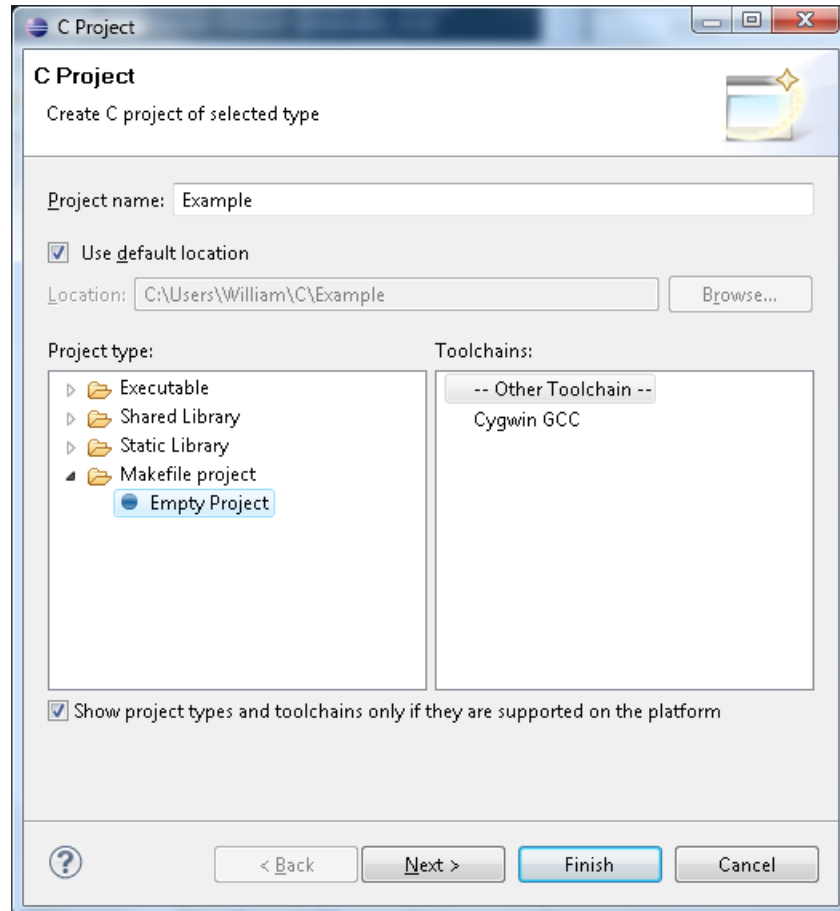 C Project
C Project
Create C project of selected type
Project name: Example
Use default location
Location: C:\Users\William\C\Example Browse...
Project type: Toolchains:
Executable -- Other Toolchain --
Shared Library Cygwin GCC
Static Library
Makefile project
Empty Project
Show project types and toolchains only if they are supported on the platform
? < Back Next > Finish Cancel